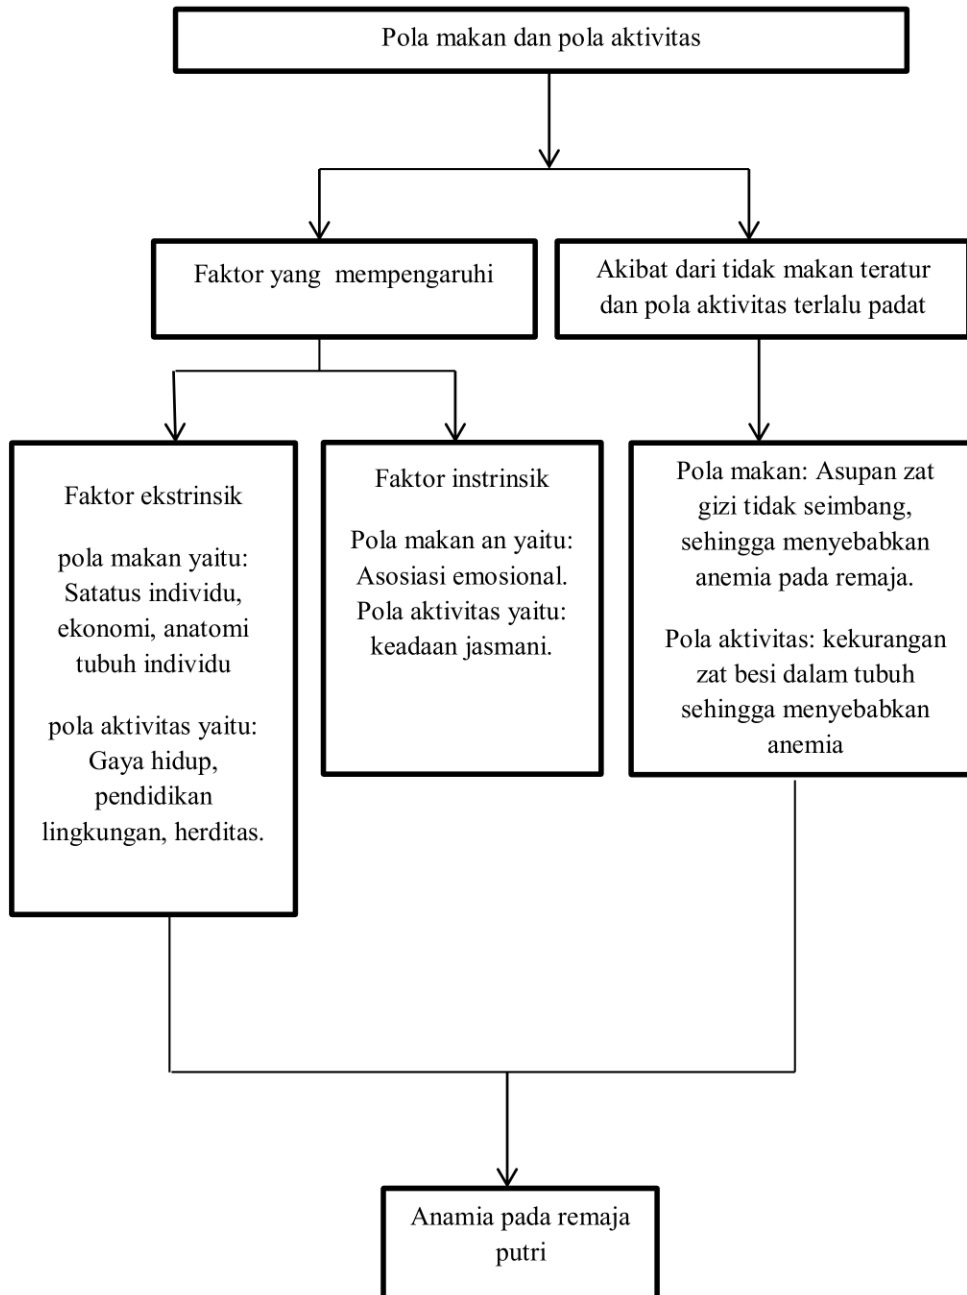 Pola makan dan pola aktivitas
Faktor yang mempengaruhi
Akibat dari tidak makan teratur
dan pola aktivitas terlalu padat
Faktor ekstrinsik
pola makan yaitu:
Satatus individu,
ekonomi, anatomi
tubuh individu
pola aktivitas yaitu:
Gaya hidup,
pendidikan
lingkungan, herditas.
Faktor instrinsik
Pola makan an yaitu:
Asosiasi emosional.
Pola aktivitas yaitu:
keadaan jasmani.
Pola makan: Asupan zat
gizi tidak seimbang,
sehingga menyebabkan
anemia pada remaja.
Pola aktivitas: kekurangan
zat besi dalam tubuh
sehingga menyebabkan
anemia
Anamia pada remaja
putri